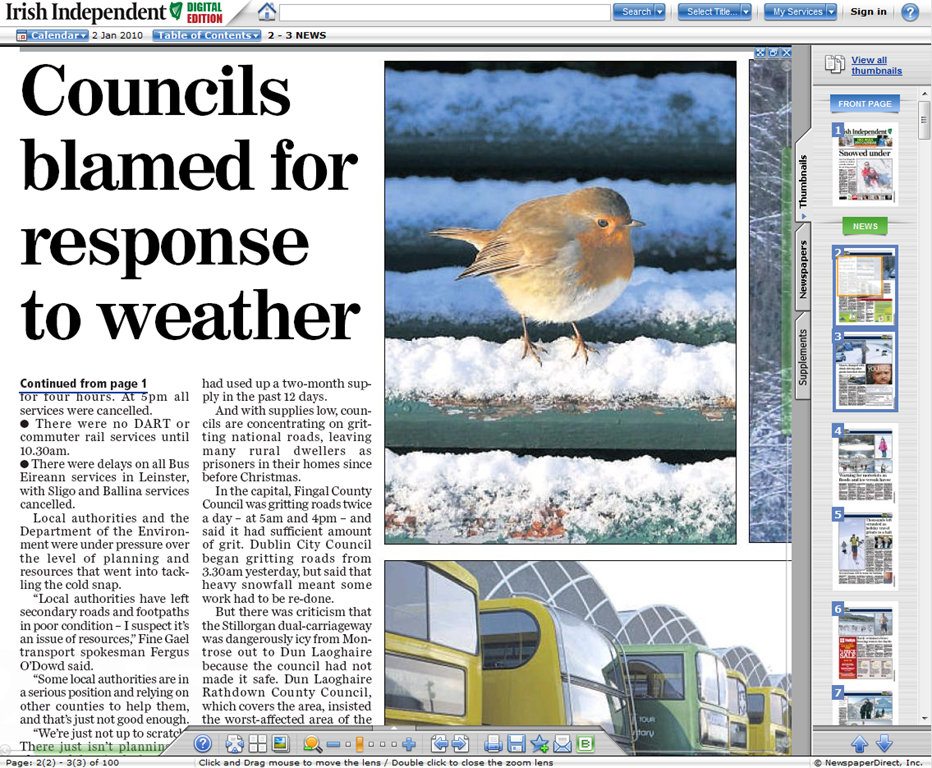 Irish Independent DIGITAL EDITION
Search Select Title... My Services Sign in ?
Calendar 2 Jan 2010 Table of Contents 2 - 3 NEWS
Councils
blamed for
response
to weather
Continued from page 1
for four hours. At 5pm all
services were cancelled.
● There were no DART or
commuter rail services until
10.30am.
● There were delays on all Bus
Eireann services in Leinster,
with Sligo and Ballina services
cancelled.
Local authorities and the
Department of the Environ-
ment were under pressure over
the level of planning and
resources that went into tack-
ling the cold snap.
"Local authorities have left
secondary roads and footpaths
in poor condition – I suspect it's
an issue of resources," Fine Gael
transport spokesman Fergus
O'Dowd said.
"Some local authorities are in
a serious position and relying on
other counties to help them,
and that's just not good enough.
"We're just not up to scratch.
There just isn't planning
had used up a two-month sup-
ply in the past 12 days.
And with supplies low, coun-
cils are concentrating on grit-
ting national roads, leaving
many rural dwellers as
prisoners in their homes since
before Christmas.
In the capital, Fingal County
Council was gritting roads twice
a day – at 5am and 4pm – and
said it had sufficient amount
of grit. Dublin City Council
began gritting roads from
3.30am yesterday, but said that
heavy snowfall meant some
work had to be re-done.
But there was criticism that
the Stillorgan dual-carriageway
was dangerously icy from Mon-
trose out to Dun Laoghaire
because the council had not
made it safe. Dun Laoghaire
Rathdown County Council,
which covers the area, insisted
the worst-affected area of the
TOUR
Thumbnails
Newspapers
Supplements
View all
thumbnails
FRONT PAGE
1
Irish Independent
Snowed under
NEWS
2
3
4
5
6
7
? B
Page: 2(2) - 3(3) of 100 Click and Drag mouse to move the lens / Double click to close the zoom lens © NewspaperDirect, Inc.